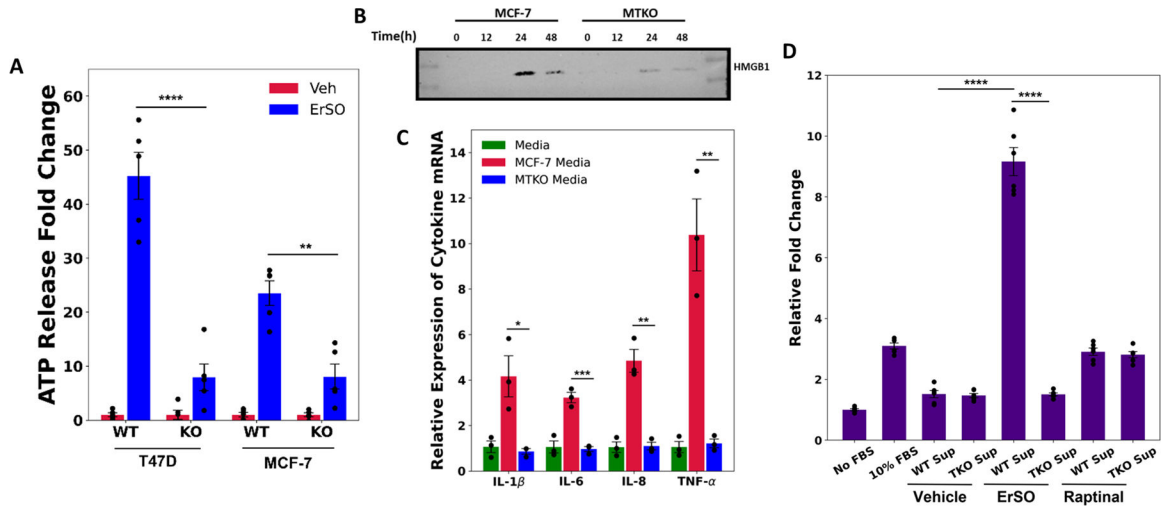 A
ATP Release Fold Change
60
50
40
30
20
10
0
Veh
ErSO
****
**
WT
KO
WT
KO
T47D
MCF-7
B
MCF-7
MTKO
Time(h)
0
12
24
48
0
12
24
48
HMGB1
C
Relative Expression of Cytokine mRNA
14
12
10
8
6
4
2
0
Media
MCF-7 Media
MTKO Media
*
***
**
**
IL-1β
IL-6
IL-8
TNF-α
D
Relative Fold Change
12
10
8
6
4
2
0
****
****
No FBS
10% FBS
WT Sup
TKO Sup
WT Sup
TKO Sup
WT Sup
TKO Sup
Vehicle
ErSO
Raptinal